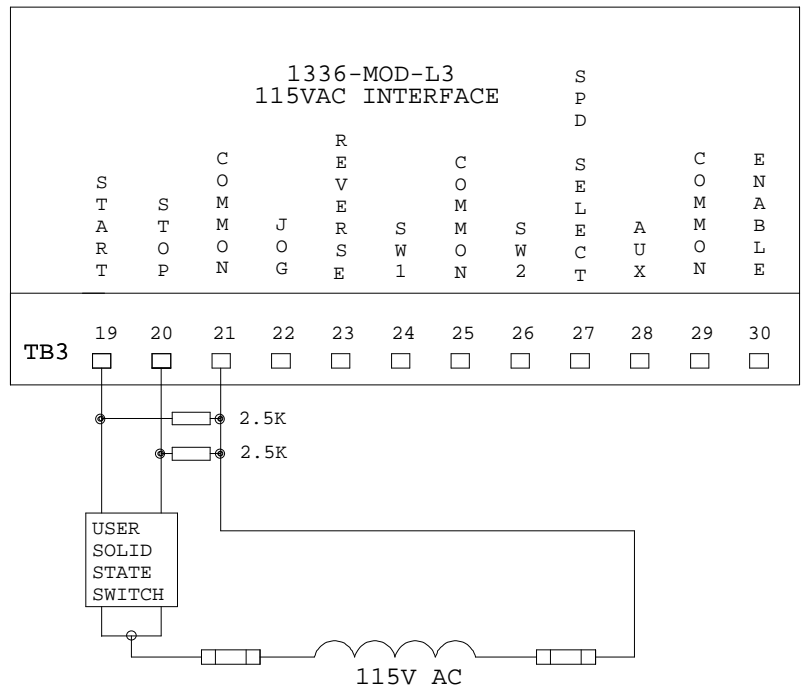 1336-MOD-L3
115VAC INTERFACE
START
STOP
COMMON
JOG
REVERSE
SW1
COMMON
SW2
SPD SELECT
AUX
COMMON
ENABLE
TB3
19 20 21 22 23 24 25 26 27 28 29 30
2.5K
2.5K
USER
SOLID
STATE
SWITCH
115V AC